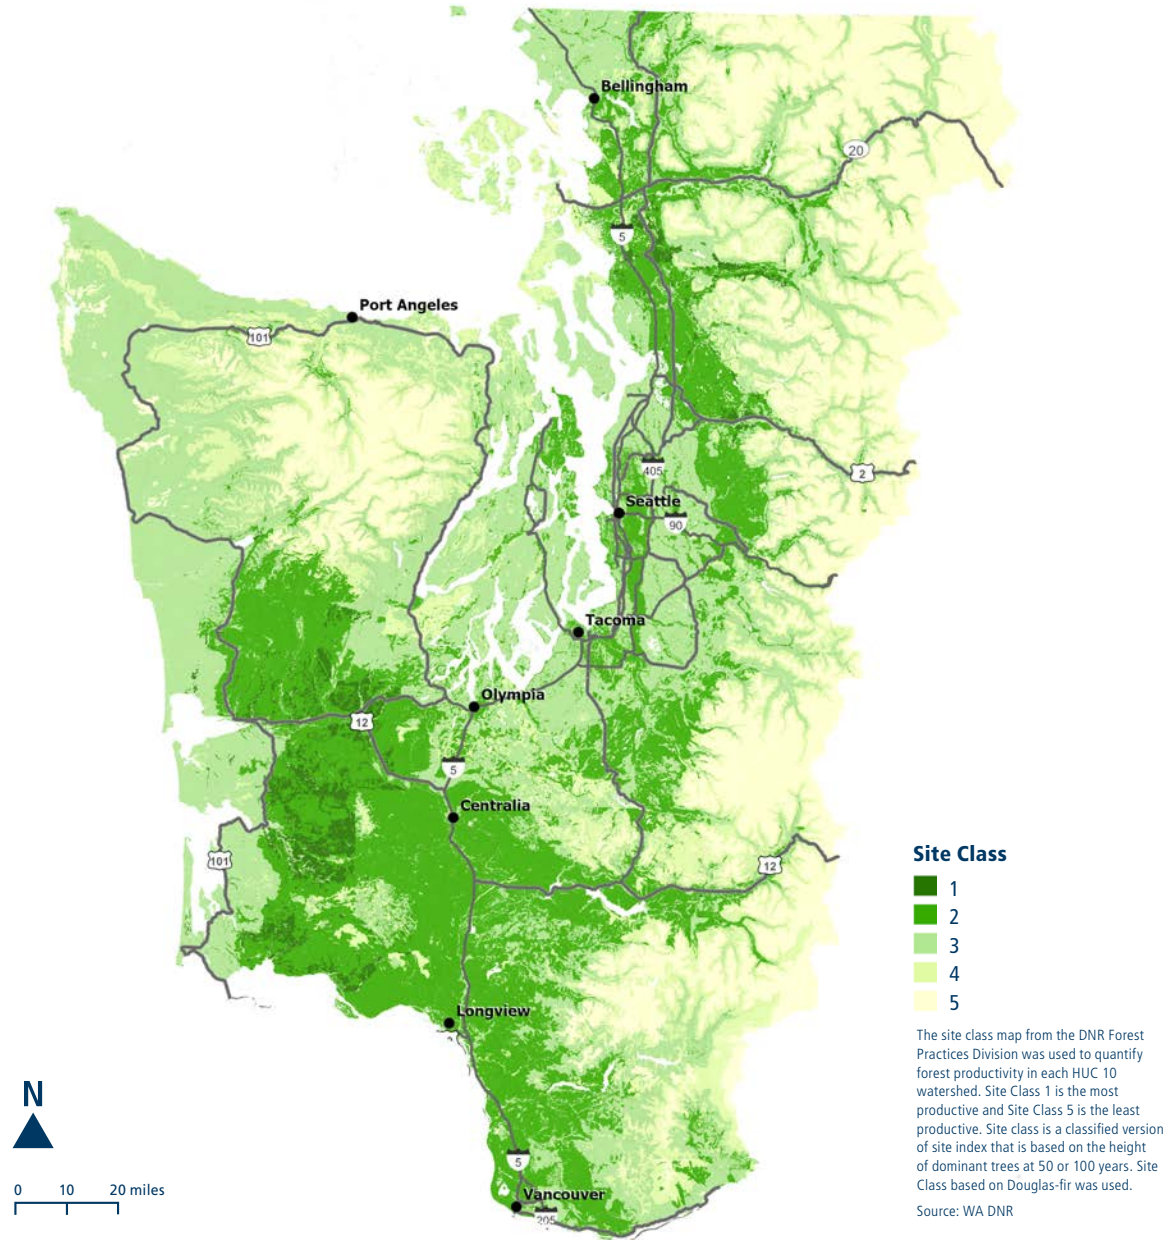 Bellingham
20
5
Port Angeles
101
405
2
Seattle
90
Tacoma
Olympia
12
5
Centralia
101
12
Longview
5
Vancouver
205
N
0 10 20 miles
Site Class
1
2
3
4
5
The site class map from the DNR Forest
Practices Division was used to quantify
forest productivity in each HUC 10
watershed. Site Class 1 is the most
productive and Site Class 5 is the least
productive. Site class is a classified version
of site index that is based on the height
of dominant trees at 50 or 100 years. Site
Class based on Douglas-fir was used.
Source: WA DNR